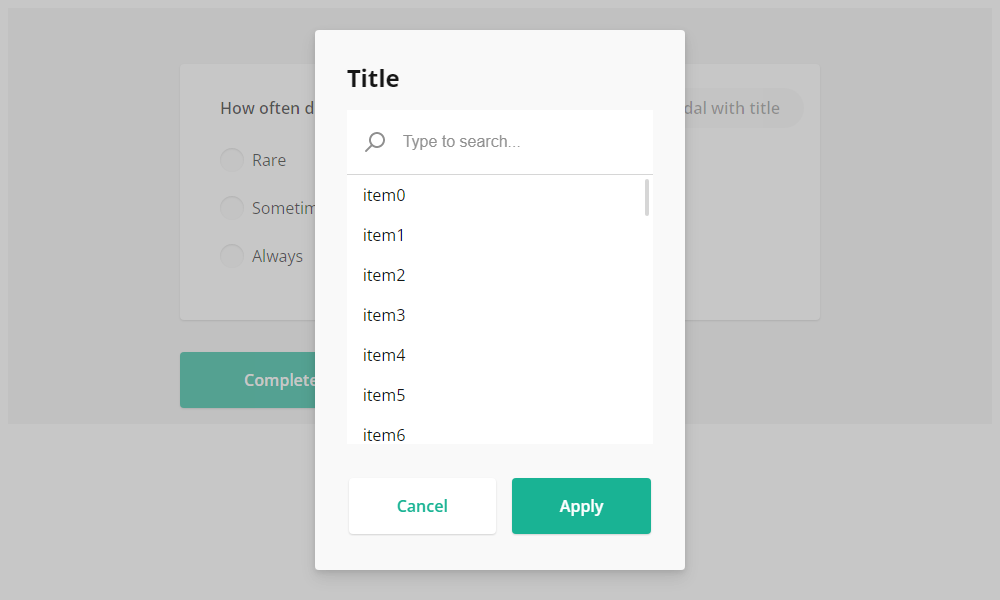 Title
How often d
dal with title
Type to search...
Rare
item0
Sometim
item1
Always
item2
item3
item4
Complete
item5
item6
Cancel
Apply